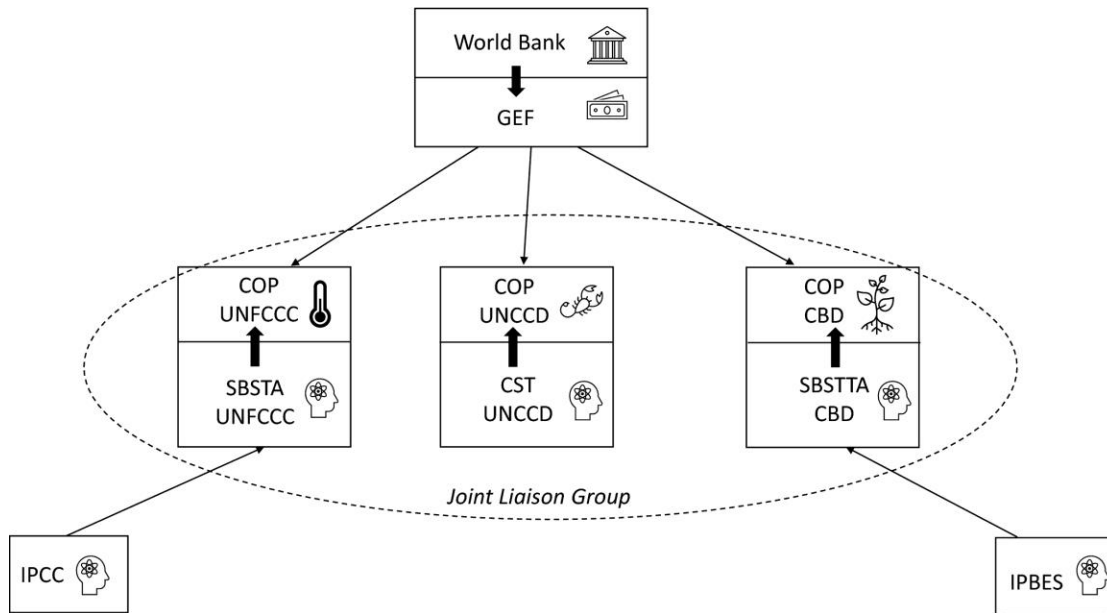 World Bank
GEF
COP
UNFCCC
SBSTA
UNFCCC
COP
UNCCD
CST
UNCCD
COP
CBD
SBSTTA
CBD
Joint Liaison Group
IPCC
IPBES